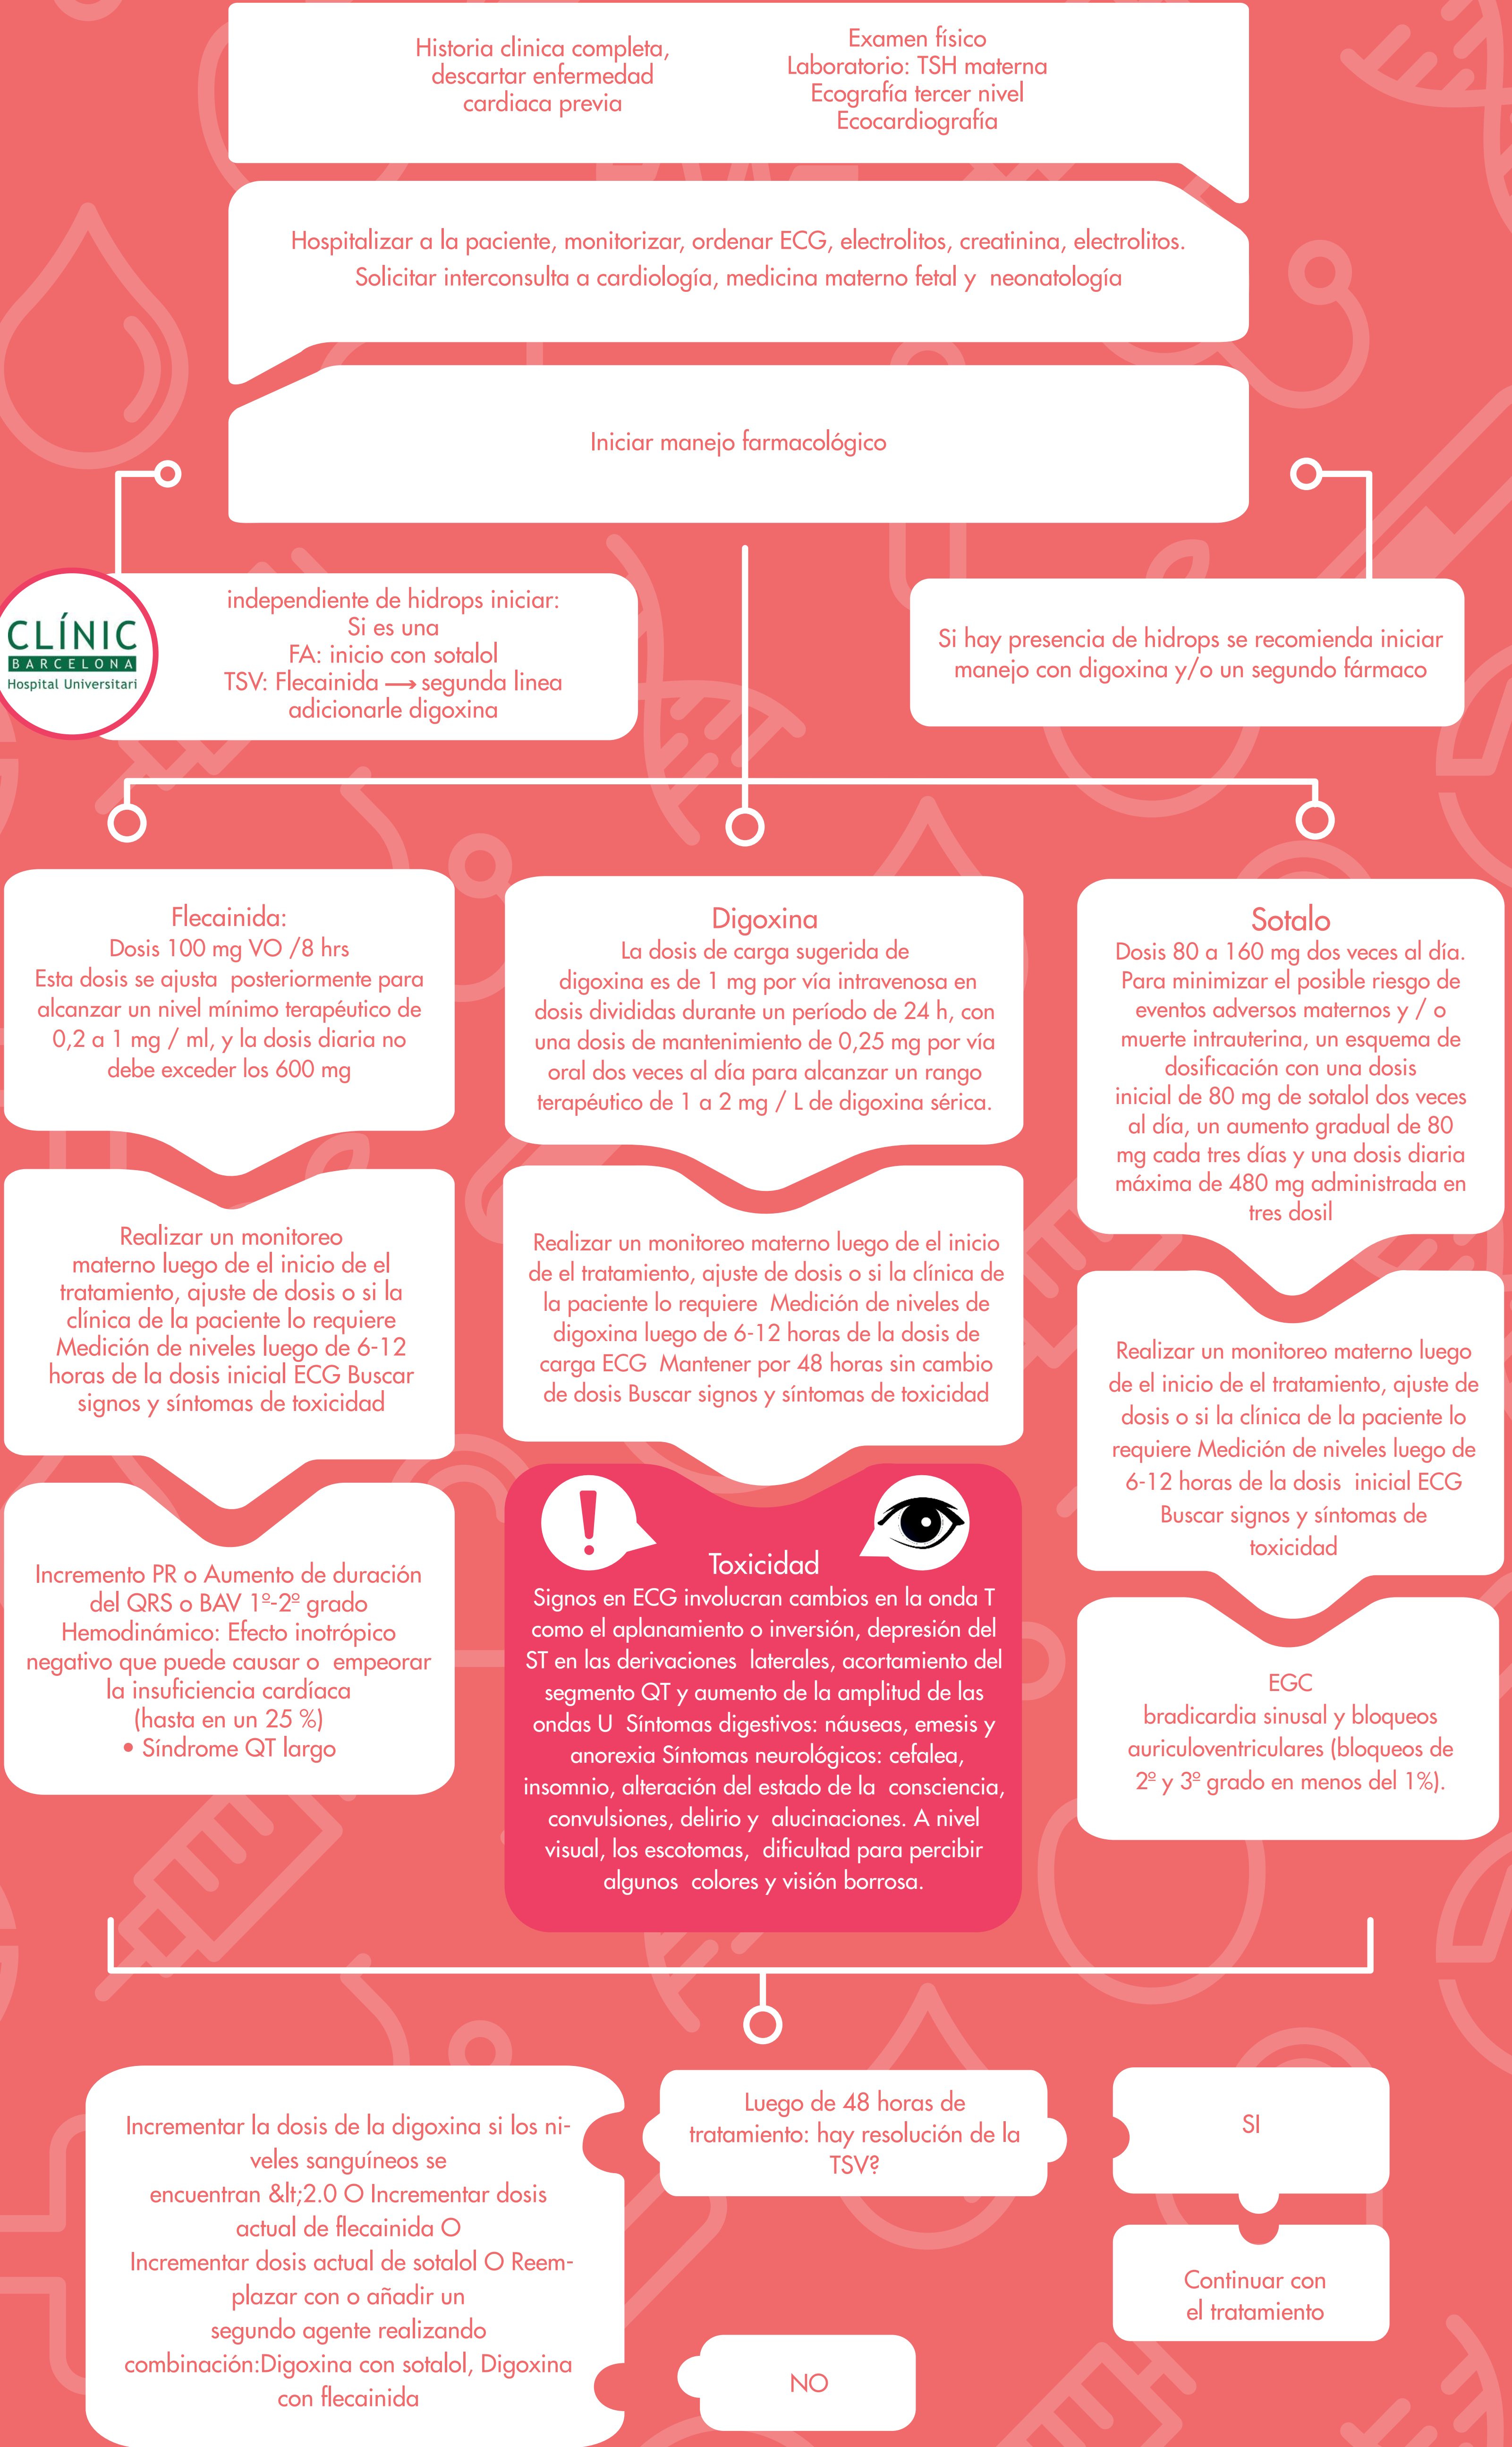 Historia clinica completa,
descartar enfermedad
cardiaca previa
Examen físico
Laboratorio: TSH materna
Ecografía tercer nivel
Ecocardiografía
Hospitalizar a la paciente, monitorizar, ordenar ECG, electrolitos, creatinina, electrolitos.
Solicitar interconsulta a cardiología, medicina materno fetal y neonatología
Iniciar manejo farmacológico
CLÍNIC
BARCELONA
Hospital Universitari
independiente de hidrops iniciar:
Si es una
FA: inicio con sotalol
TSV: Flecainida ⟶ segunda linea
adicionarle digoxina
Si hay presencia de hidrops se recomienda iniciar
manejo con digoxina y/o un segundo fármaco
Flecainida:
Dosis 100 mg VO /8 hrs
Esta dosis se ajusta posteriormente para
alcanzar un nivel mínimo terapéutico de
0,2 a 1 mg / ml, y la dosis diaria no
debe exceder los 600 mg
Realizar un monitoreo
materno luego de el inicio de el
tratamiento, ajuste de dosis o si la
clínica de la paciente lo requiere
Medición de niveles luego de 6-12
horas de la dosis inicial ECG Buscar
signos y síntomas de toxicidad
Incremento PR o Aumento de duración
del QRS o BAV 1º-2º grado
Hemodinámico: Efecto inotrópico
negativo que puede causar o empeorar
la insuficiencia cardíaca
(hasta en un 25 %)
• Síndrome QT largo
Digoxina
La dosis de carga sugerida de
digoxina es de 1 mg por vía intravenosa en
dosis divididas durante un período de 24 h, con
una dosis de mantenimiento de 0,25 mg por vía
oral dos veces al día para alcanzar un rango
terapéutico de 1 a 2 mg / L de digoxina sérica.
Realizar un monitoreo materno luego de el inicio
de el tratamiento, ajuste de dosis o si la clínica de
la paciente lo requiere Medición de niveles de
digoxina luego de 6-12 horas de la dosis de
carga ECG Mantener por 48 horas sin cambio
de dosis Buscar signos y síntomas de toxicidad
Toxicidad
Signos en ECG involucran cambios en la onda T
como el aplanamiento o inversión, depresión del
ST en las derivaciones laterales, acortamiento del
segmento QT y aumento de la amplitud de las
ondas U Síntomas digestivos: náuseas, emesis y
anorexia Síntomas neurológicos: cefalea,
insomnio, alteración del estado de la consciencia,
convulsiones, delirio y alucinaciones. A nivel
visual, los escotomas, dificultad para percibir
algunos colores y visión borrosa.
Sotalo
Dosis 80 a 160 mg dos veces al día.
Para minimizar el posible riesgo de
eventos adversos maternos y / o
muerte intrauterina, un esquema de
dosificación con una dosis
inicial de 80 mg de sotalol dos veces
al día, un aumento gradual de 80
mg cada tres días y una dosis diaria
máxima de 480 mg administrada en
tres dosil
Realizar un monitoreo materno luego
de el inicio de el tratamiento, ajuste de
dosis o si la clínica de la paciente lo
requiere Medición de niveles luego de
6-12 horas de la dosis inicial ECG
Buscar signos y síntomas de
toxicidad
EGC
bradicardia sinusal y bloqueos
auriculoventriculares (bloqueos de
2º y 3º grado en menos del 1%).
Luego de 48 horas de
tratamiento: hay resolución de la
TSV?
SI
Continuar con
el tratamiento
NO
Incrementar la dosis de la digoxina si los ni-
veles sanguíneos se
encuentran &lt;2.0 O Incrementar dosis
actual de flecainida O
Incrementar dosis actual de sotalol O Reem-
plazar con o añadir un
segundo agente realizando
combinación:Digoxina con sotalol, Digoxina
con flecainida